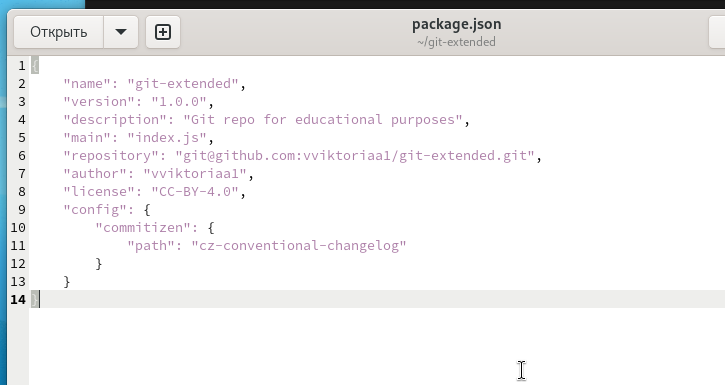 Открыть
package.json
~/git-extended
1 {
2 "name": "git-extended",
3 "version": "1.0.0",
4 "description": "Git repo for educational purposes",
5 "main": "index.js",
6 "repository": "git@github.com:vviktoriaal/git-extended.git",
7 "author": "vviktoriaal",
8 "license": "CC-BY-4.0",
9 "config": {
10 "commitizen": {
11 "path": "cz-conventional-changelog"
12 }
13 }
14 }